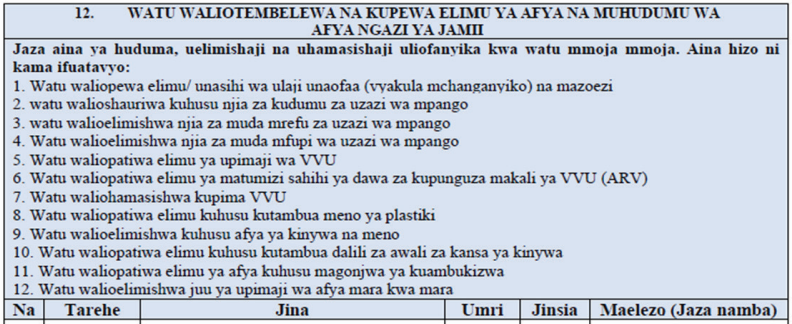 12. WATU WALIOTEMBELEWA NA KUPEWA ELIMU YA AFYA NA MUHUDUMU WA
AFYA NGAZI YA JAMII
Jaza aina ya huduma, uelimishaji na uhamasishaji uliofanyika kwa watu mmoja mmoja. Aina hizo ni
kama ifuatavyo:
1. Watu waliopewa elimu/ unasihi wa ulaji unaofaa (vyakula mchanganyiko) na mazoezi
2. watu walioshauriwa kuhusu njia za kudumu za uzazi wa mpango
3. watu walioelimishwa njia za muda mrefu za uzazi wa mpango
4. Watu walioelimishwa njia za muda mfupi wa uzazi wa mpango
5. Watu waliopatiwa elimu ya upimaji wa VVU
6. Watu waliopatiwa elimu ya matumizi sahihi ya dawa za kupunguza makali ya VVU (ARV)
7. Watu waliohamasishwa kupima VVU
8. Watu waliopatiwa elimu kuhusu kutambua meno ya plastiki
9. Watu walioelimishwa kuhusu afya ya kinywa na meno
10. Watu waliopatiwa elimu kuhusu kutambua dalili za awali za kansa ya kinywa
11. Watu waliopatiwa elimu ya afya kuhusu magonjwa ya kuambukizwa
12. Watu walioelimishwa juu ya upimaji wa afya mara kwa mara
Na Tarehe Jina Umri Jinsia Maelezo (Jaza namba)